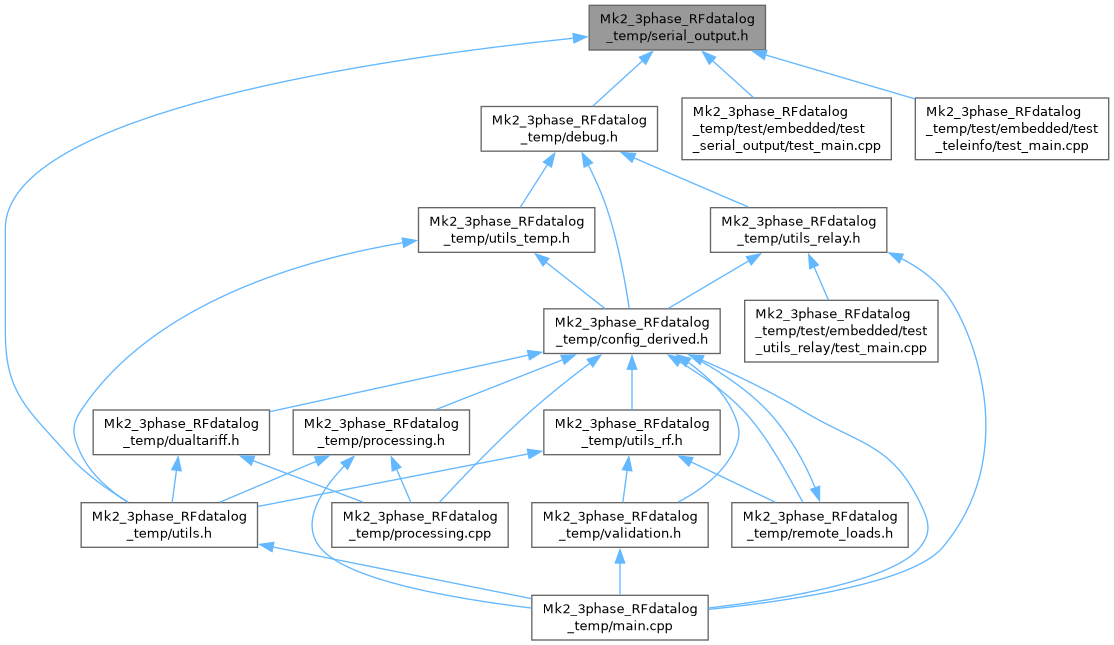 Mk2_3phase_RFdatalog
_temp/serial_output.h
Mk2_3phase_RFdatalog
_temp/debug.h
Mk2_3phase_RFdatalog
_temp/test/embedded/test
_serial_output/test_main.cpp
Mk2_3phase_RFdatalog
_temp/test/embedded/test
_teleinfo/test_main.cpp
Mk2_3phase_RFdatalog
_temp/utils_temp.h
Mk2_3phase_RFdatalog
_temp/utils_relay.h
Mk2_3phase_RFdatalog
_temp/config_derived.h
Mk2_3phase_RFdatalog
_temp/test/embedded/test
_utils_relay/test_main.cpp
Mk2_3phase_RFdatalog
_temp/dualtariff.h
Mk2_3phase_RFdatalog
_temp/processing.h
Mk2_3phase_RFdatalog
_temp/utils_rf.h
Mk2_3phase_RFdatalog
_temp/utils.h
Mk2_3phase_RFdatalog
_temp/processing.cpp
Mk2_3phase_RFdatalog
_temp/validation.h
Mk2_3phase_RFdatalog
_temp/remote_loads.h
Mk2_3phase_RFdatalog
_temp/main.cpp